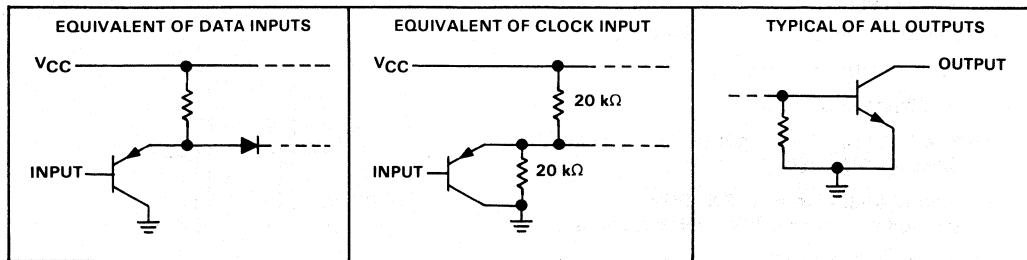 EQUIVALENT OF DATA INPUTS
VCC
INPUT
EQUIVALENT OF CLOCK INPUT
VCC
20 kΩ
20 kΩ
INPUT
TYPICAL OF ALL OUTPUTS
OUTPUT